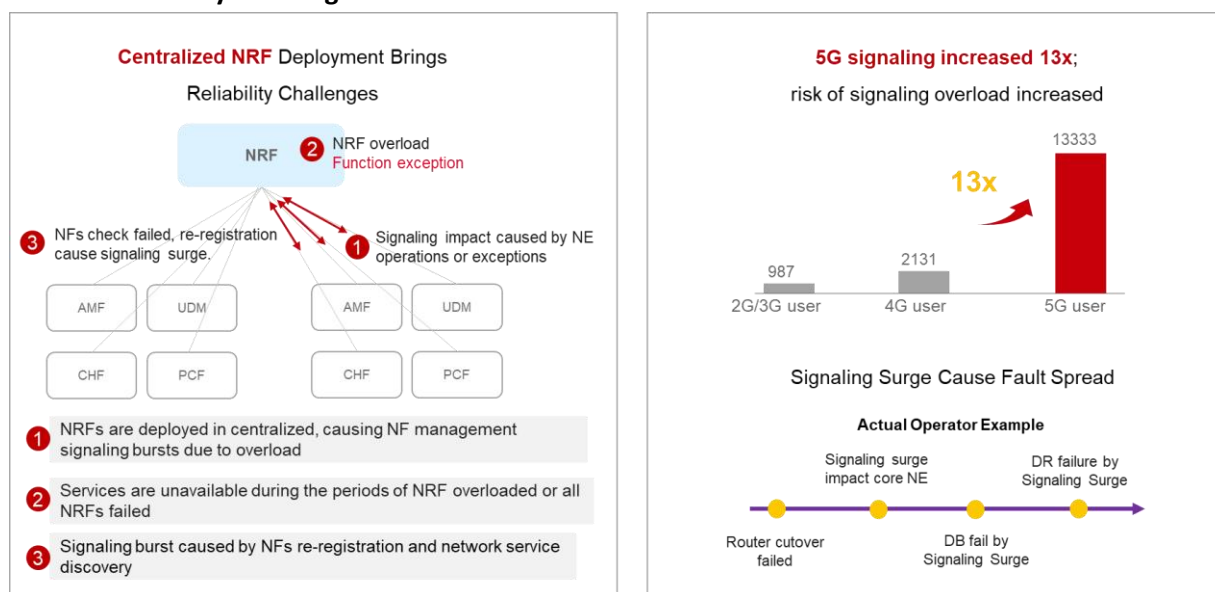 Centralized NRF Deployment Brings
Reliability Challenges
NRF
2
NRF overload
Function exception
3
NFs check failed, re-registration
cause signaling surge.
1
Signaling impact caused by NE
operations or exceptions
AMF
UDM
AMF
UDM
CHF
PCF
CHF
PCF
1
NRFs are deployed in centralized, causing NF management
signaling bursts due to overload
2
Services are unavailable during the periods of NRF overloaded or all
NRFs failed
3
Signaling burst caused by NFs re-registration and network service
discovery
5G signaling increased 13x;
risk of signaling overload increased
13333
13x
2131
987
2G/3G user
4G user
5G user
Signaling Surge Cause Fault Spread
Actual Operator Example
Signaling surge
impact core NE
DR failure by
Signaling Surge
Router cutover
failed
DB fail by
Signaling Surge